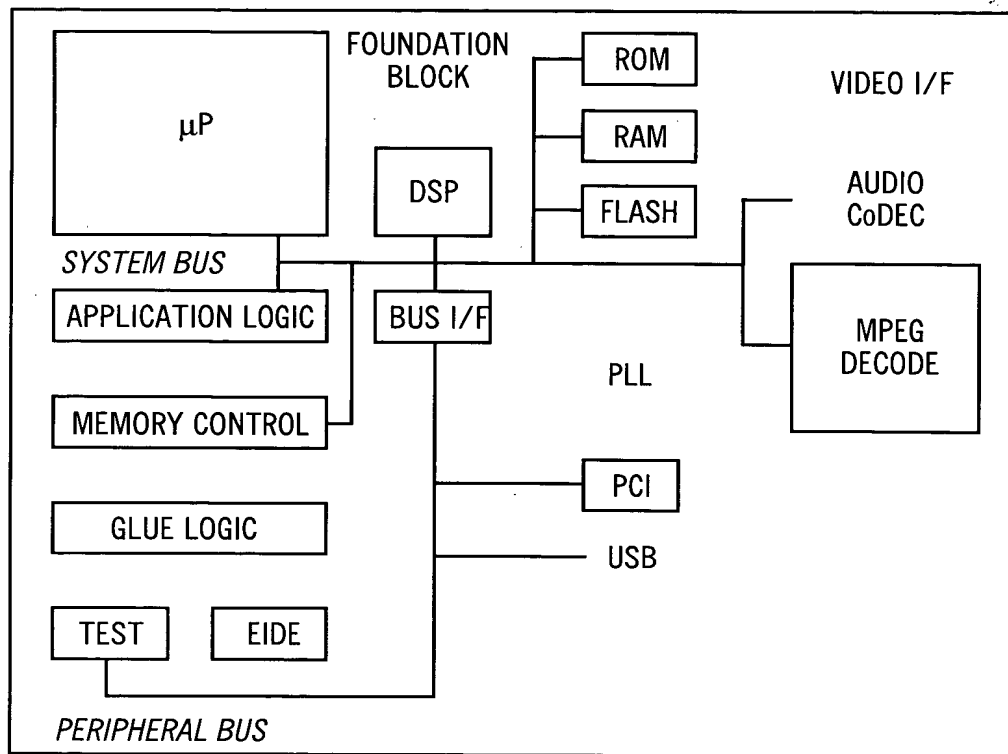 µP
FOUNDATION
BLOCK
ROM
VIDEO I/F
RAM
DSP
FLASH
AUDIO
CoDEC
SYSTEM BUS
APPLICATION LOGIC
BUS I/F
MPEG
DECODE
PLL
MEMORY CONTROL
PCI
GLUE LOGIC
USB
TEST
EIDE
PERIPHERAL BUS